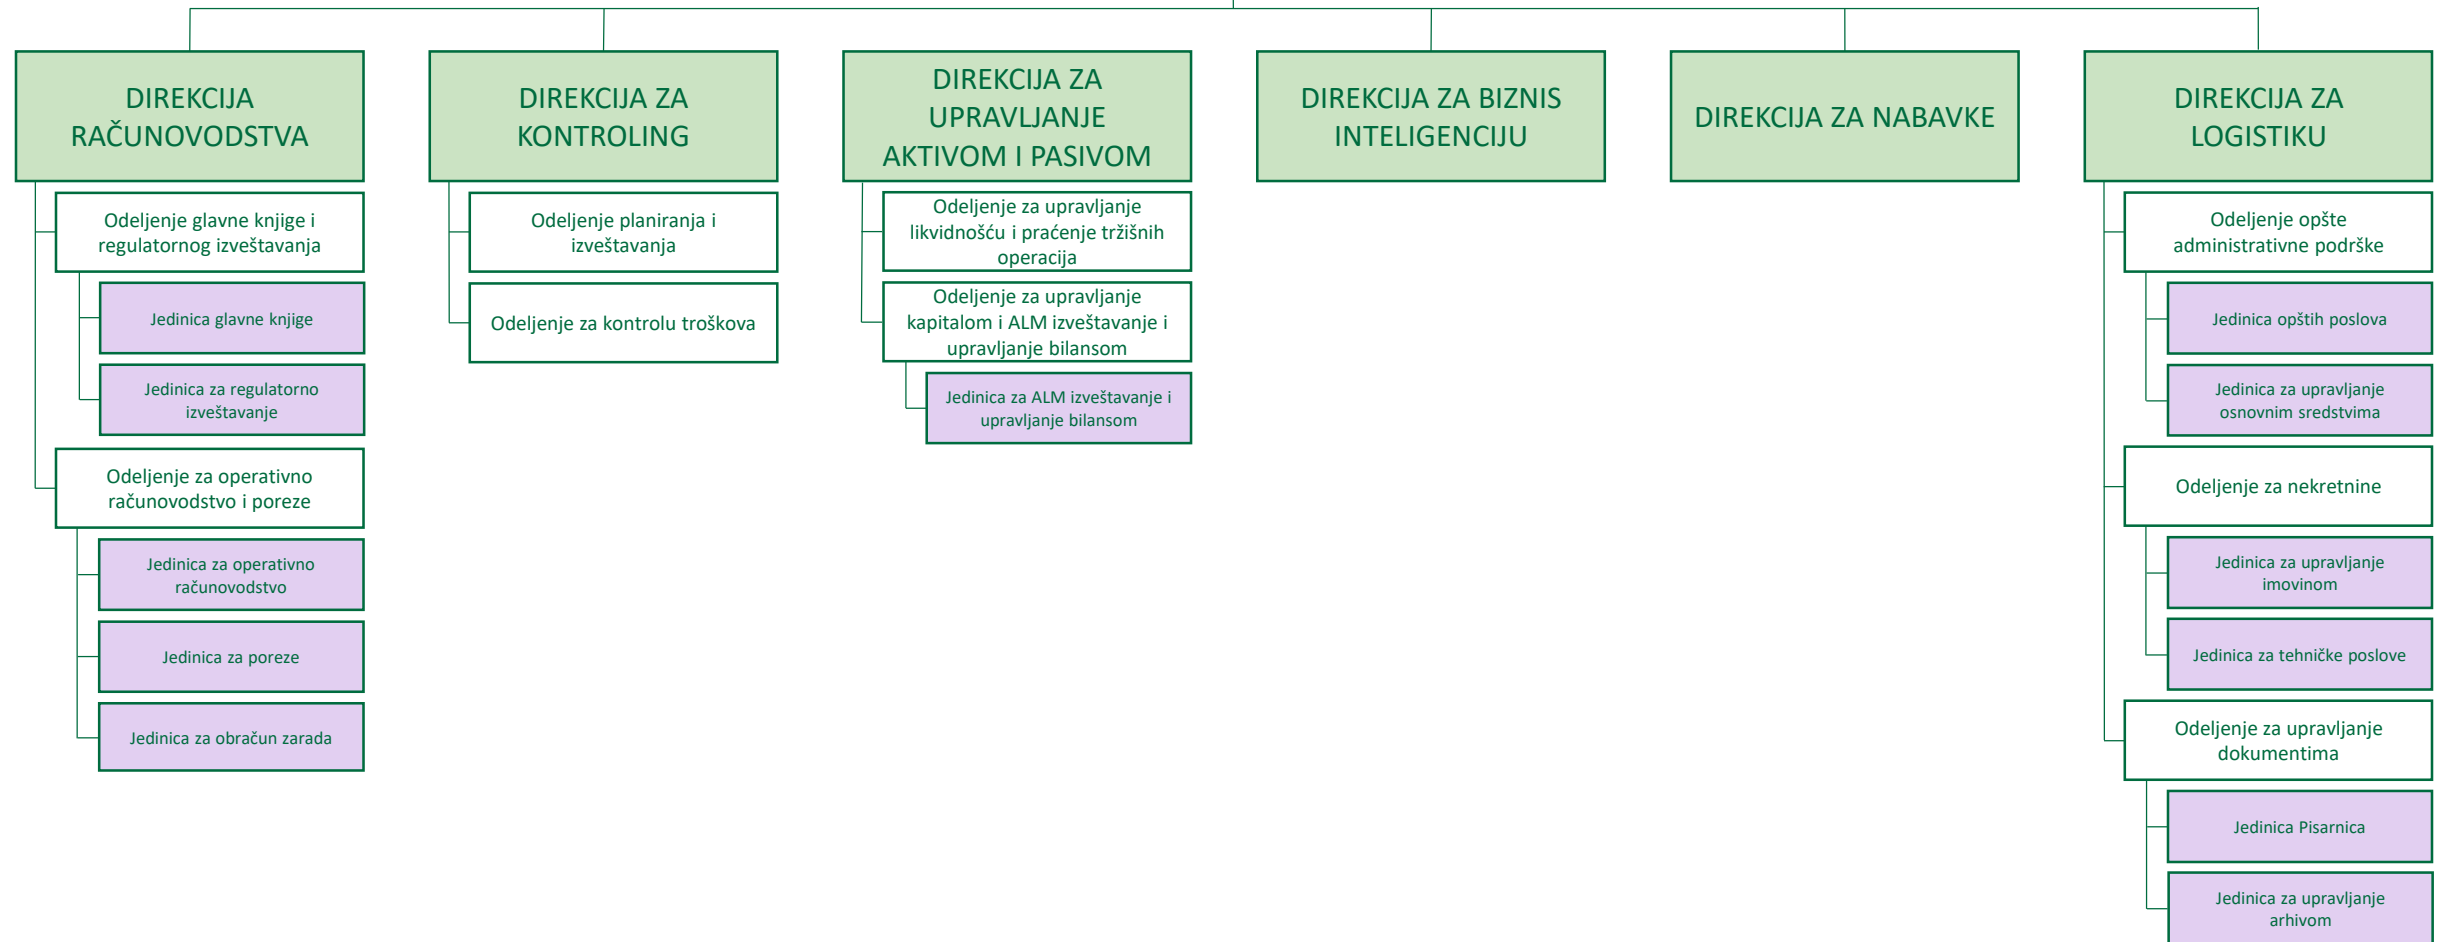 DIREKCIJA
RAČUNOVODSTVA
Odeljenje glavne knjige i
regulatornog izveštavanja
Jedinica glavne knjige
Jedinica za regulatorno
izveštavanje
Odeljenje za operativno
računovodstvo i poreze
Jedinica za operativno
računovodstvo
Jedinica za poreze
Jedinica za obračun zarada
DIREKCIJA ZA
KONTROLING
Odeljenje planiranja i
izveštavanja
Odeljenje za kontrolu troškova
DIREKCIJA ZA
UPRAVLJANJE
AKTIVOM I PASIVOM
Odeljenje za upravljanje
likvidnošću i praćenje tržišnih
operacija
Odeljenje za upravljanje
kapitalom i ALM izveštavanje i
upravljanje bilansom
Jedinica za ALM izveštavanje i
upravljanje bilansom
DIREKCIJA ZA BIZNIS
INTELIGENCIJU
DIREKCIJA ZA NABAVKE
DIREKCIJA ZA
LOGISTIKU
Odeljenje opšte
administrativne podrške
Jedinica opštih poslova
Jedinica za upravljanje
osnovnim sredstvima
Odeljenje za nekretnine
Jedinica za upravljanje
imovinom
Jedinica za tehničke poslove
Odeljenje za upravljanje
dokumentima
Jedinica Pisarnica
Jedinica za upravljanje
arhivom